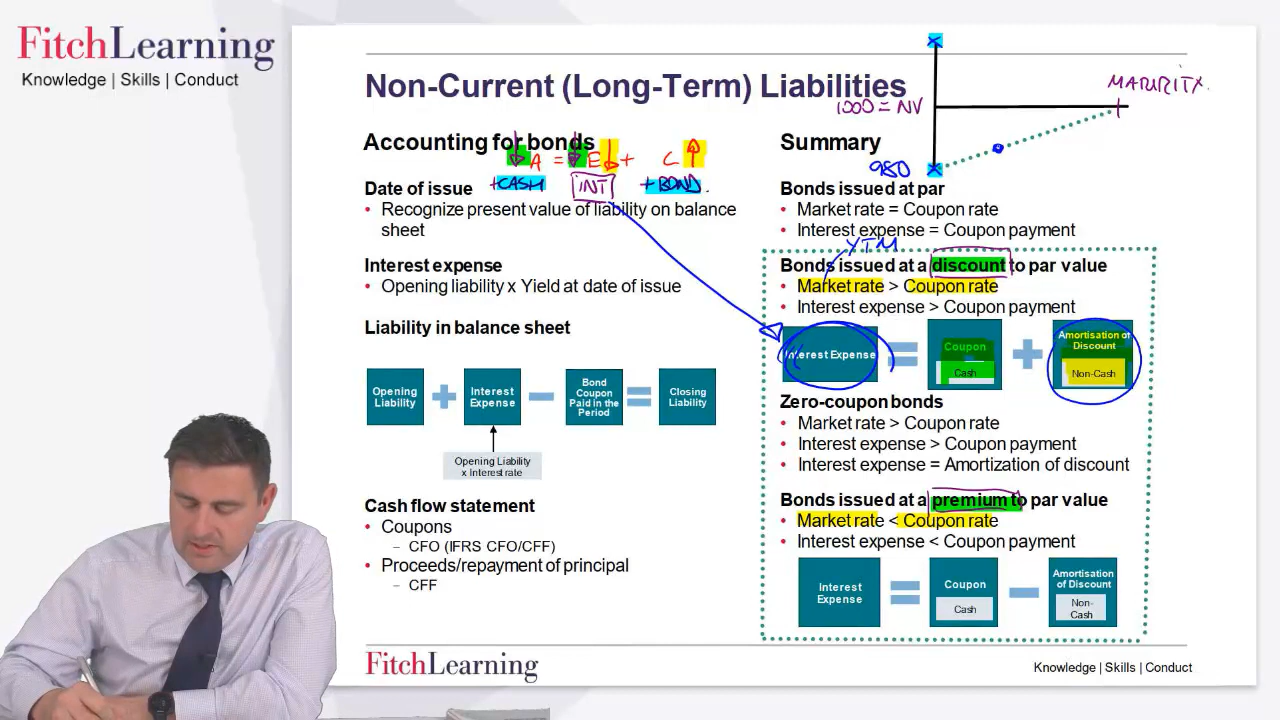 FitchLearning
Knowledge | Skills | Conduct
Non-Current (Long-Term) Liabilities
1000 = NV
MATURITY
980
Accounting for bonds
A = E + L
+ CASH
INT
+ BOND
Date of issue
• Recognize present value of liability on balance
sheet
Interest expense
• Opening liability x Yield at date of issue
Liability in balance sheet
Opening
Liability
+
Interest
Expense
−
Bond
Coupon
Paid in the
Period
=
Closing
Liability
Opening Liability
x Interest rate
Cash flow statement
• Coupons
– CFO (IFRS CFO/CFF)
• Proceeds/repayment of principal
– CFF
Summary
Bonds issued at par
• Market rate = Coupon rate
• Interest expense = Coupon payment
YTM
Bonds issued at a discount to par value
• Market rate > Coupon rate
• Interest expense > Coupon payment
Interest Expense
=
Coupon
Cash
+
Amortisation of
Discount
Non-Cash
Zero-coupon bonds
• Market rate > Coupon rate
• Interest expense > Coupon payment
• Interest expense = Amortization of discount
Bonds issued at a premium to par value
• Market rate < Coupon rate
• Interest expense < Coupon payment
Interest
Expense
=
Coupon
Cash
−
Amortisation
of Discount
Non-
Cash
FitchLearning
Knowledge | Skills | Conduct